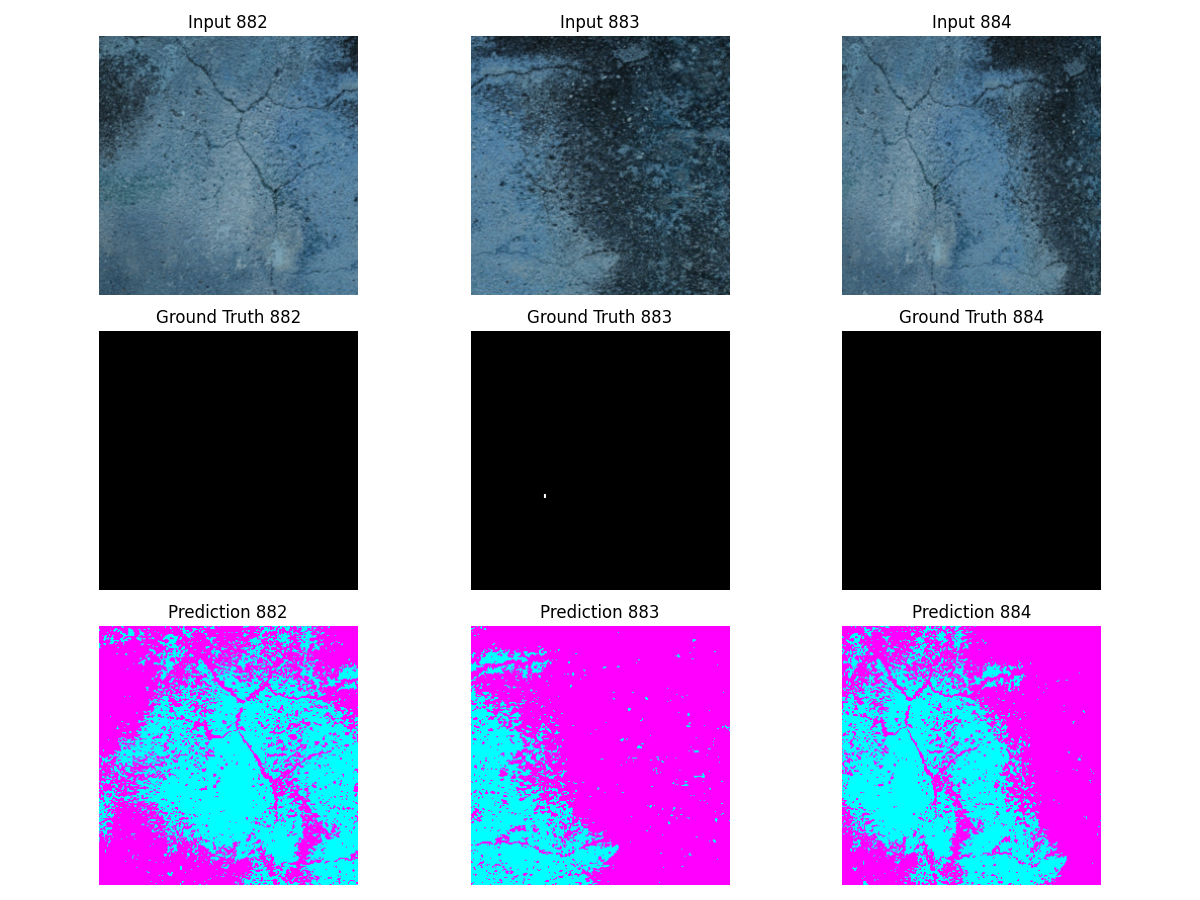 Input 882
Input 883
Input 884
Ground Truth 882
Ground Truth 883
Ground Truth 884
Prediction 882
Prediction 883
Prediction 884